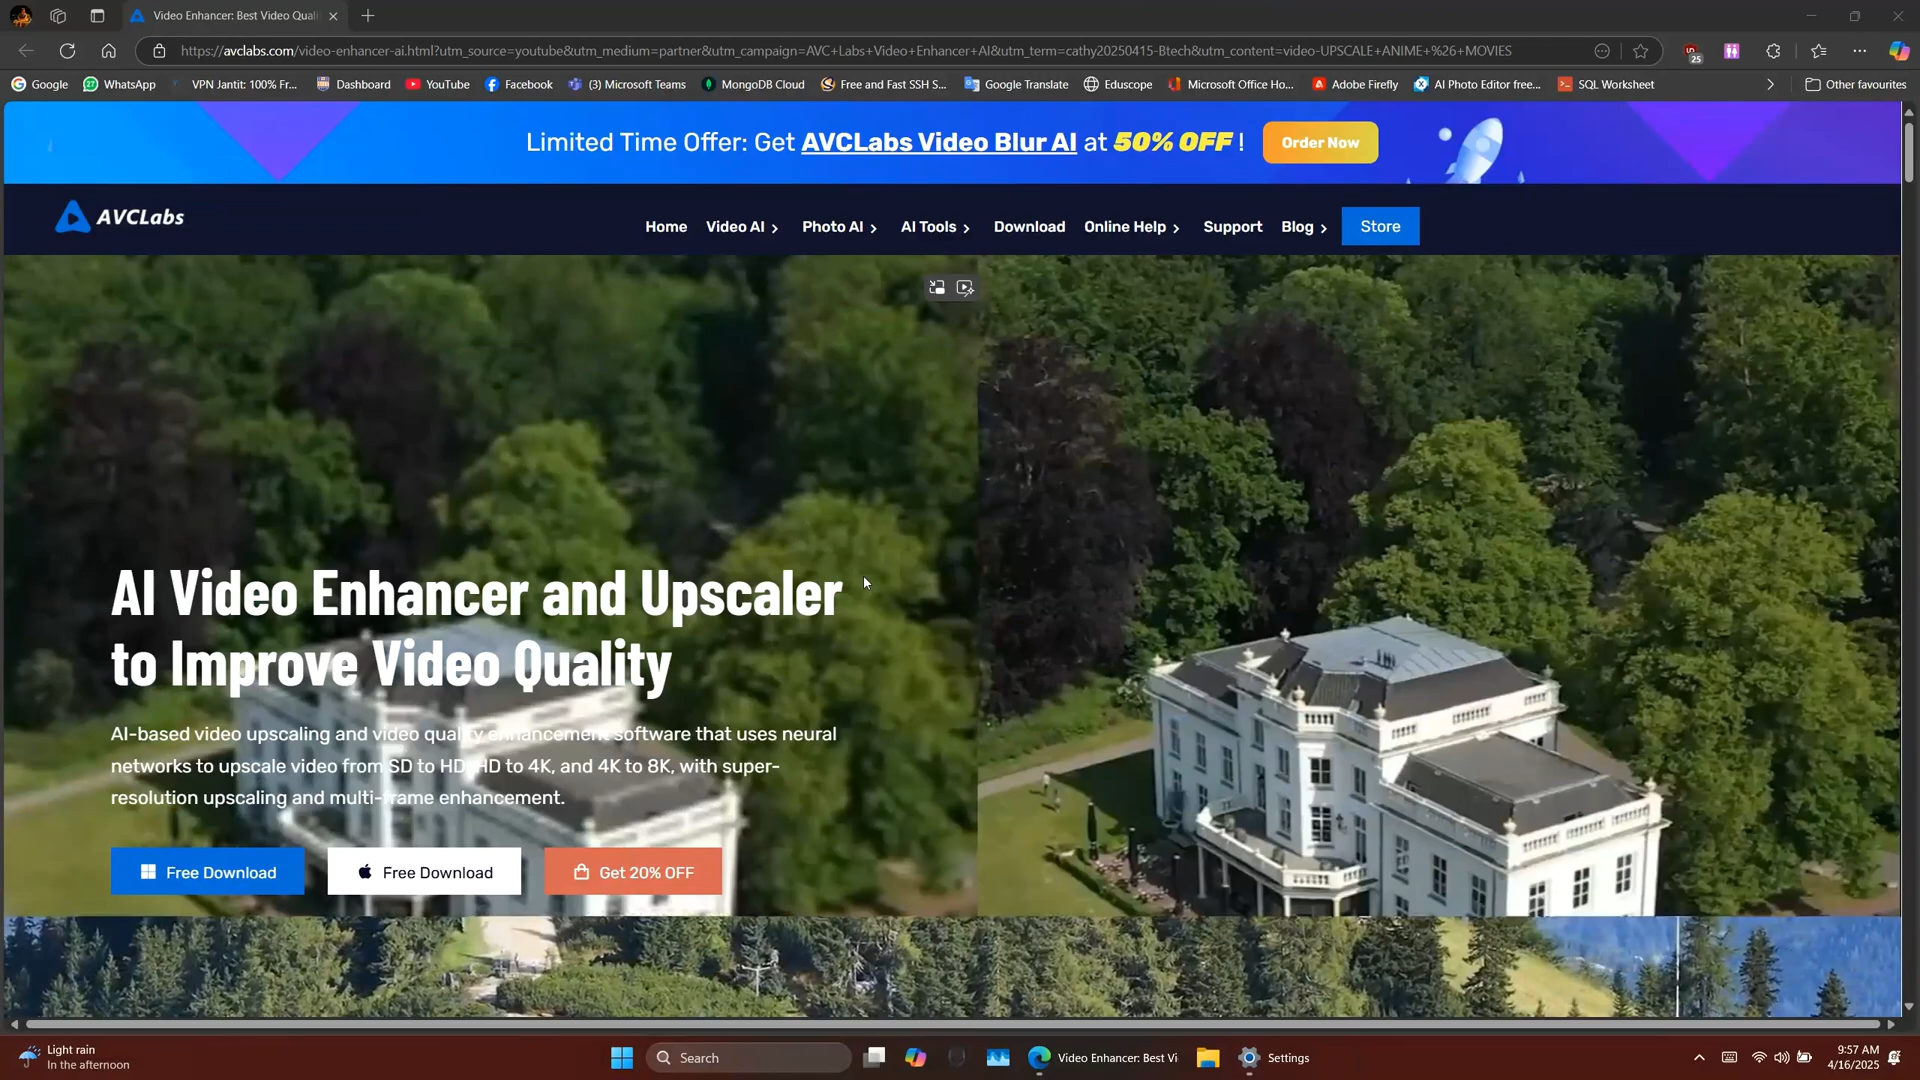 Video Enhancer: Best Video Quali
https://avclabs.com/video-enhancer-ai.html?utm_source=youtube&utm_medium=partner&utm_campaign=AVC+Labs+Video+Enhancer+AI&utm_term=cathy20250415-Btech&utm_content=video-UPSCALE+ANIME+%26+MOVIES
25
Google
27
WhatsApp
VPN Jantit: 100% Fr...
Dashboard
YouTube
Facebook
(3) Microsoft Teams
MongoDB Cloud
Free and Fast SSH S...
Google Translate
Eduscope
Microsoft Office Ho...
Adobe Firefly
AI Photo Editor free...
SQL Worksheet
Other favourites
Limited Time Offer: Get AVCLabs Video Blur AI at 50% OFF !
Order Now
AVCLabs
Home
Video AI
Photo AI
AI Tools
Download
Online Help
Support
Blog
Store
AI Video Enhancer and Upscaler
to Improve Video Quality
AI-based video upscaling and video quality enhancement software that uses neural
networks to upscale video from SD to HD, HD to 4K, and 4K to 8K, with super-
resolution upscaling and multi-frame enhancement.
Free Download
Free Download
Get 20% OFF
Light rain
In the afternoon
Search
Video Enhancer: Best Vi
Settings
9:57 AM
4/16/2025